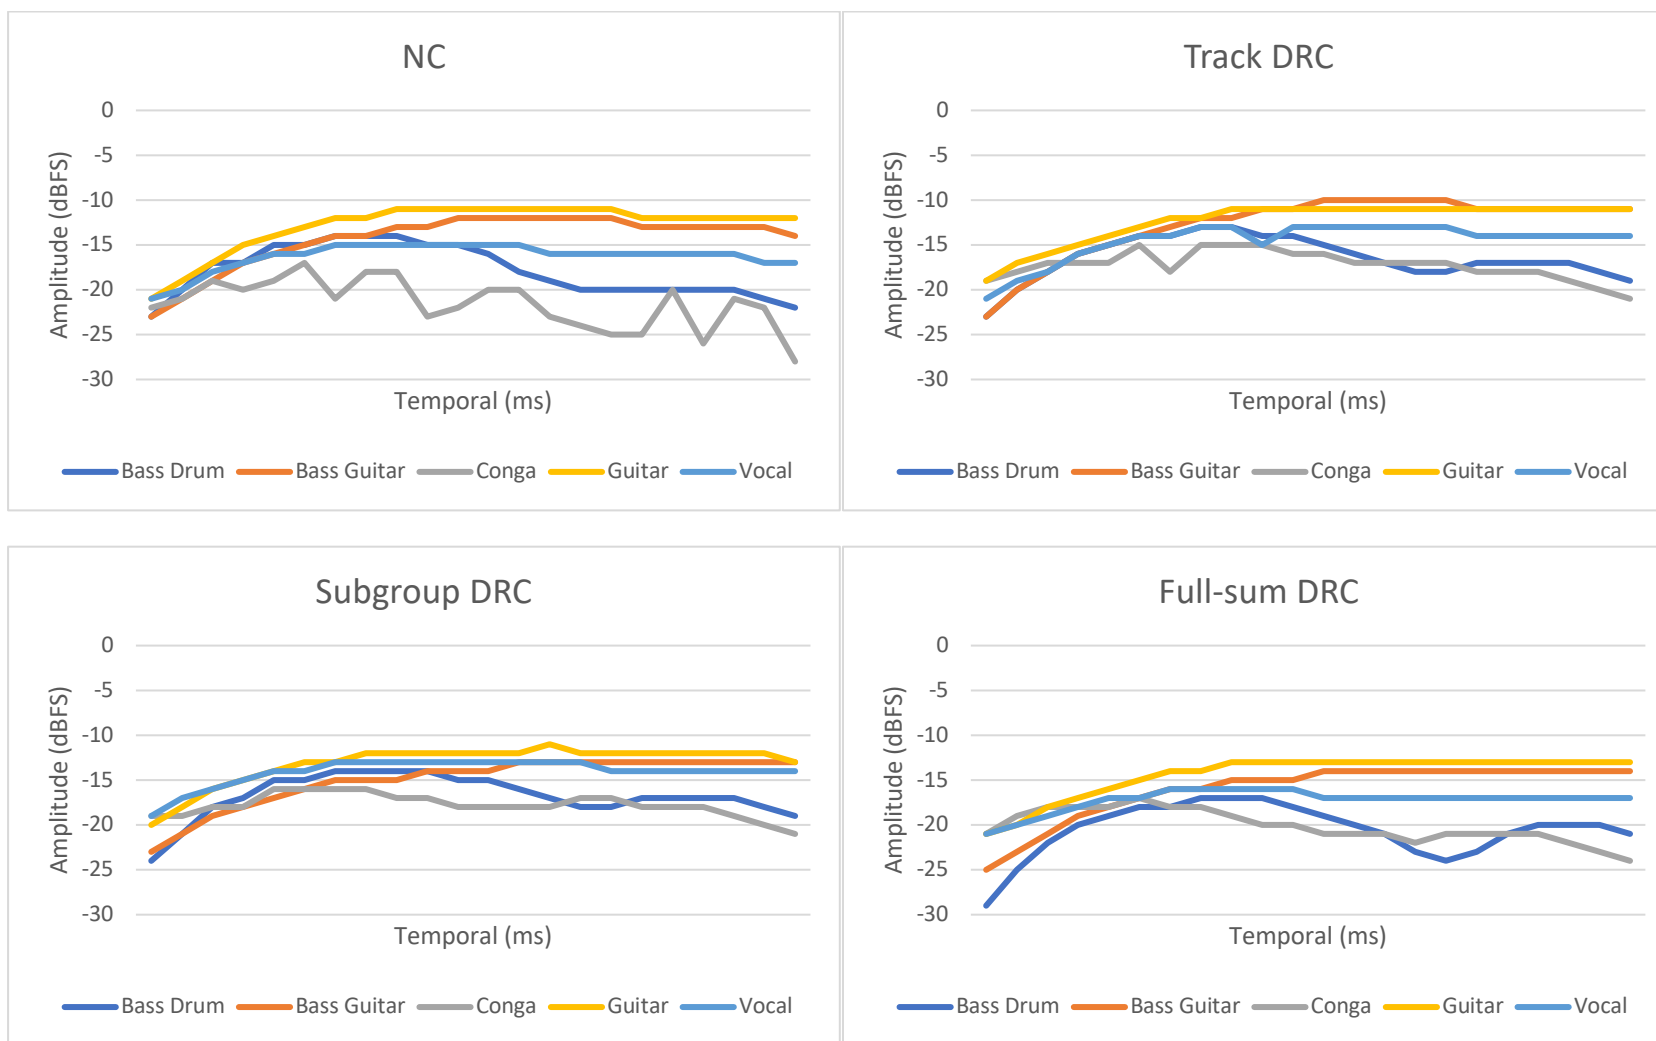 NC
0
-5
-10
-15
-20
-25
-30
Amplitude (dBFS)
Temporal (ms)
Bass Drum Bass Guitar Conga Guitar Vocal
Track DRC
0
-5
-10
-15
-20
-25
-30
Amplitude (dBFS)
Temporal (ms)
Bass Drum Bass Guitar Conga Guitar Vocal
Subgroup DRC
0
-5
-10
-15
-20
-25
-30
Amplitude (dBFS)
Temporal (ms)
Bass Drum Bass Guitar Conga Guitar Vocal
Full-sum DRC
0
-5
-10
-15
-20
-25
-30
Amplitude (dBFS)
Temporal (ms)
Bass Drum Bass Guitar Conga Guitar Vocal